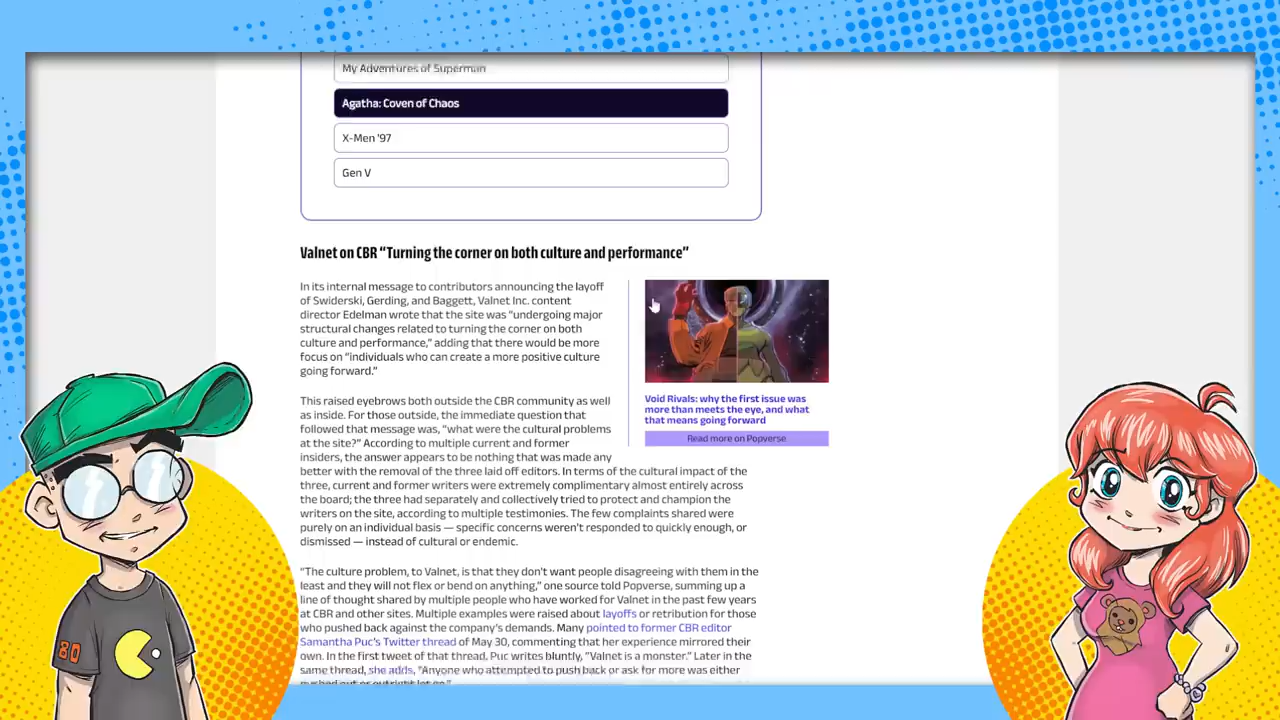 My Adventures of Superman
Agatha: Coven of Chaos
X-Men '97
Gen V
Valnet on CBR “Turning the corner on both culture and performance”
In its internal message to contributors announcing the layoff
of Swiderski, Gerding, and Baggett, Valnet Inc. content
director Edelman wrote that the site was “undergoing major
structural changes related to turning the corner on both
culture and performance,” adding that there would be more
focus on “individuals who can create a more positive culture
going forward.”
Void Rivals: why the first issue was
more than meets the eye, and what
that means going forward
Read more on Popverse
This raised eyebrows both outside the CBR community as well
as inside. For those outside, the immediate question that
followed that message was, “what were the cultural problems
at the site?” According to multiple current and former
insiders, the answer appears to be nothing that was made any
better with the removal of the three laid off editors. In terms of the cultural impact of the
three, current and former writers were extremely complimentary almost entirely across
the board; the three had separately and collectively tried to protect and champion the
writers on the site, according to multiple testimonies. The few complaints shared were
purely on an individual basis — specific concerns weren’t responded to quickly enough, or
dismissed — instead of cultural or endemic.
“The culture problem, to Valnet, is that they don’t want people disagreeing with them in the
least and they will not flex or bend on anything,” one source told Popverse, summing up a
line of thought shared by multiple people who have worked for Valnet in the past few years
at CBR and other sites. Multiple examples were raised about layoffs or retribution for those
who pushed back against the company’s demands. Many pointed to former CBR editor
Samantha Puc’s Twitter thread of May 30, commenting that her experience mirrored their
own. In the first tweet of that thread, Puc writes bluntly, “Valnet is a monster.” Later in the
same thread, she adds, “Anyone who attempted to push back or ask for more was either
pushed out or outright let go.”
80